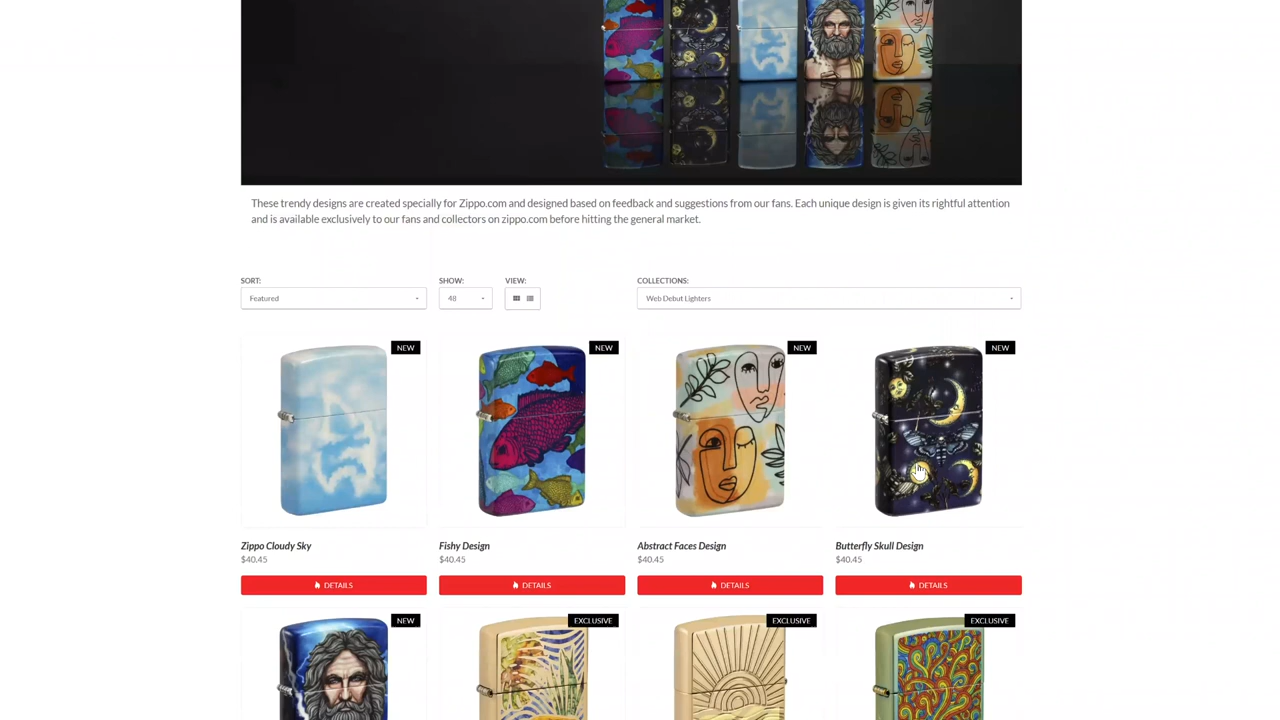 These trendy designs are created specially for Zippo.com and designed based on feedback and suggestions from our fans. Each unique design is given its rightful attention
and is available exclusively to our fans and collectors on zippo.com before hitting the general market.
SORT: SHOW: VIEW: COLLECTIONS:
Featured 48 Web Debut Lighters
NEW NEW NEW NEW
Zippo Cloudy Sky Fishy Design Abstract Faces Design Butterfly Skull Design
$40.45 $40.45 $40.45 $40.45
DETAILS DETAILS DETAILS DETAILS
NEW EXCLUSIVE EXCLUSIVE EXCLUSIVE